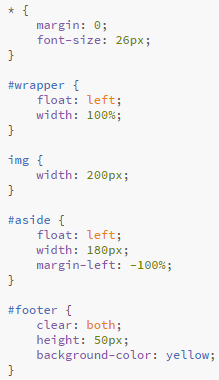 * {
    margin: 0;
    font-size: 26px;
}

#wrapper {
    float: left;
    width: 100%;
}

img {
    width: 200px;
}

#aside {
    float: left;
    width: 180px;
    margin-left: -100%;
}

#footer {
    clear: both;
    height: 50px;
    background-color: yellow;
}